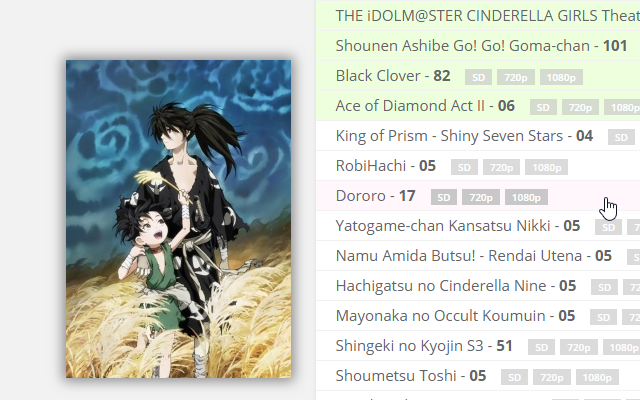 THE iDOLM@STER CINDERELLA GIRLS Theat
Shounen Ashibe Go! Go! Goma-chan - 101
Black Clover - 82 SD 720p 1080p
Ace of Diamond Act II - 06 SD 720p 1080p
King of Prism - Shiny Seven Stars - 04 SD
RobiHachi - 05 SD 720p 1080p
Dororo - 17 SD 720p 1080p
Yatogame-chan Kansatsu Nikki - 05 SD 7
Namu Amida Butsu! - Rendai Utena - 05 S
Hachigatsu no Cinderella Nine - 05 SD 72
Mayonaka no Occult Koumuin - 05 SD 72
Shingeki no Kyojin S3 - 51 SD 720p 1080p
Shoumetsu Toshi - 05 SD 720p 1080p